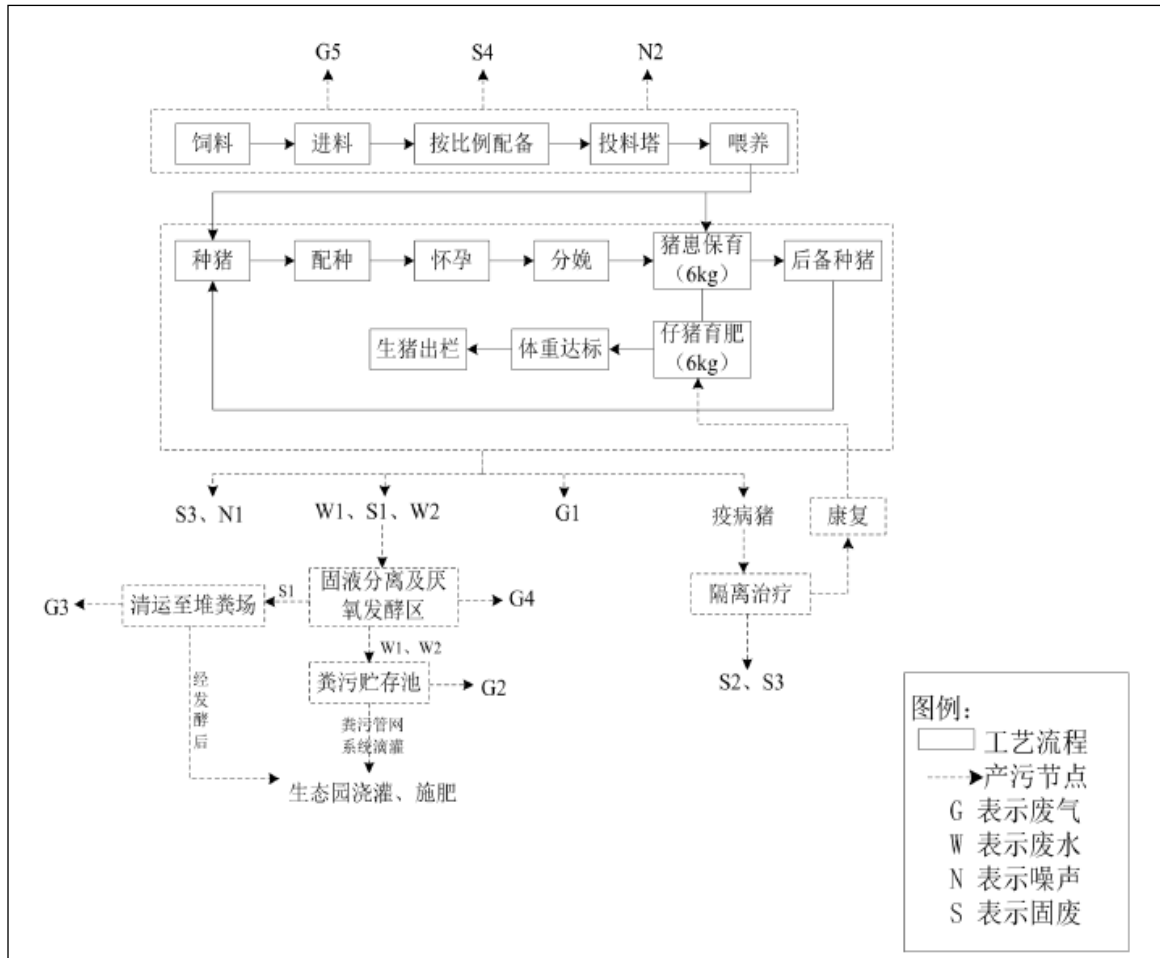 G5
S4
N2
饲料
进料
按比例配备
投料塔
喂养
种猪
配种
怀孕
分娩
猪崽保育
（6kg）
后备种猪
生猪出栏
体重达标
仔猪育肥
（6kg）
S3、N1
W1、S1、W2
G1
疫病猪
康复
G3
清运至堆粪场
S1
固液分离及厌
氧发酵区
G4
隔离治疗
W1、W2
经发酵后
粪污贮存池
G2
S2、S3
粪污管网
系统滴灌
生态园浇灌、施肥
图例：
工艺流程
产污节点
G 表示废气
W 表示废水
N 表示噪声
S 表示固废